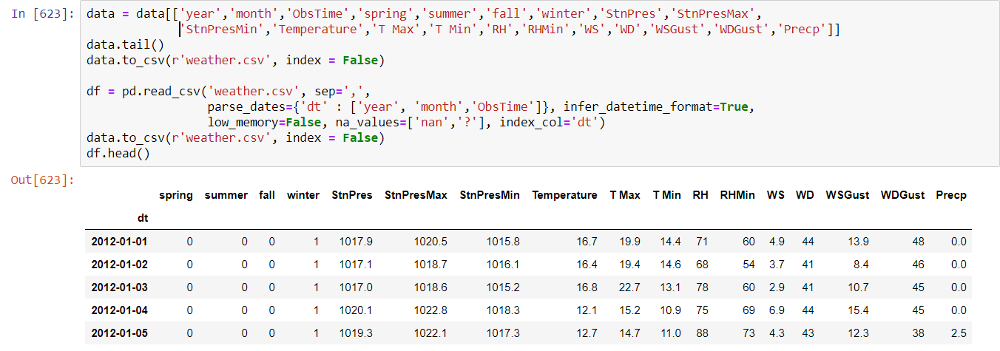 In [623]: data = data[['year','month','ObsTime','spring','summer','fall','winter','StnPres','StnPresMax',
'StnPresMin','Temperature','T Max','T Min','RH','RHMin','WS','WD','WSGust','WDGust','Precp']]
data.tail()
data.to_csv(r'weather.csv', index = False)
df = pd.read_csv('weather.csv', sep=',',
parse_dates={'dt' : ['year', 'month','ObsTime']}, infer_datetime_format=True,
low_memory=False, na_values=['nan','?'], index_col='dt')
data.to_csv(r'weather.csv', index = False)
df.head()
Out[623]:
spring summer fall winter StnPres StnPresMax StnPresMin Temperature T Max T Min RH RHMin WS WD WSGust WDGust Precp
dt
2012-01-01 0 0 0 1 1017.9 1020.5 1015.8 16.7 19.9 14.4 71 60 4.9 44 13.9 48 0.0
2012-01-02 0 0 0 1 1017.1 1018.7 1016.1 16.4 19.4 14.6 68 54 3.7 41 8.4 46 0.0
2012-01-03 0 0 0 1 1017.0 1018.6 1015.2 16.8 22.7 13.1 78 60 2.9 41 10.7 45 0.0
2012-01-04 0 0 0 1 1020.1 1022.8 1018.3 12.1 15.2 10.9 75 69 6.9 44 15.4 45 0.0
2012-01-05 0 0 0 1 1019.3 1022.1 1017.3 12.7 14.7 11.0 88 73 4.3 43 12.3 38 2.5